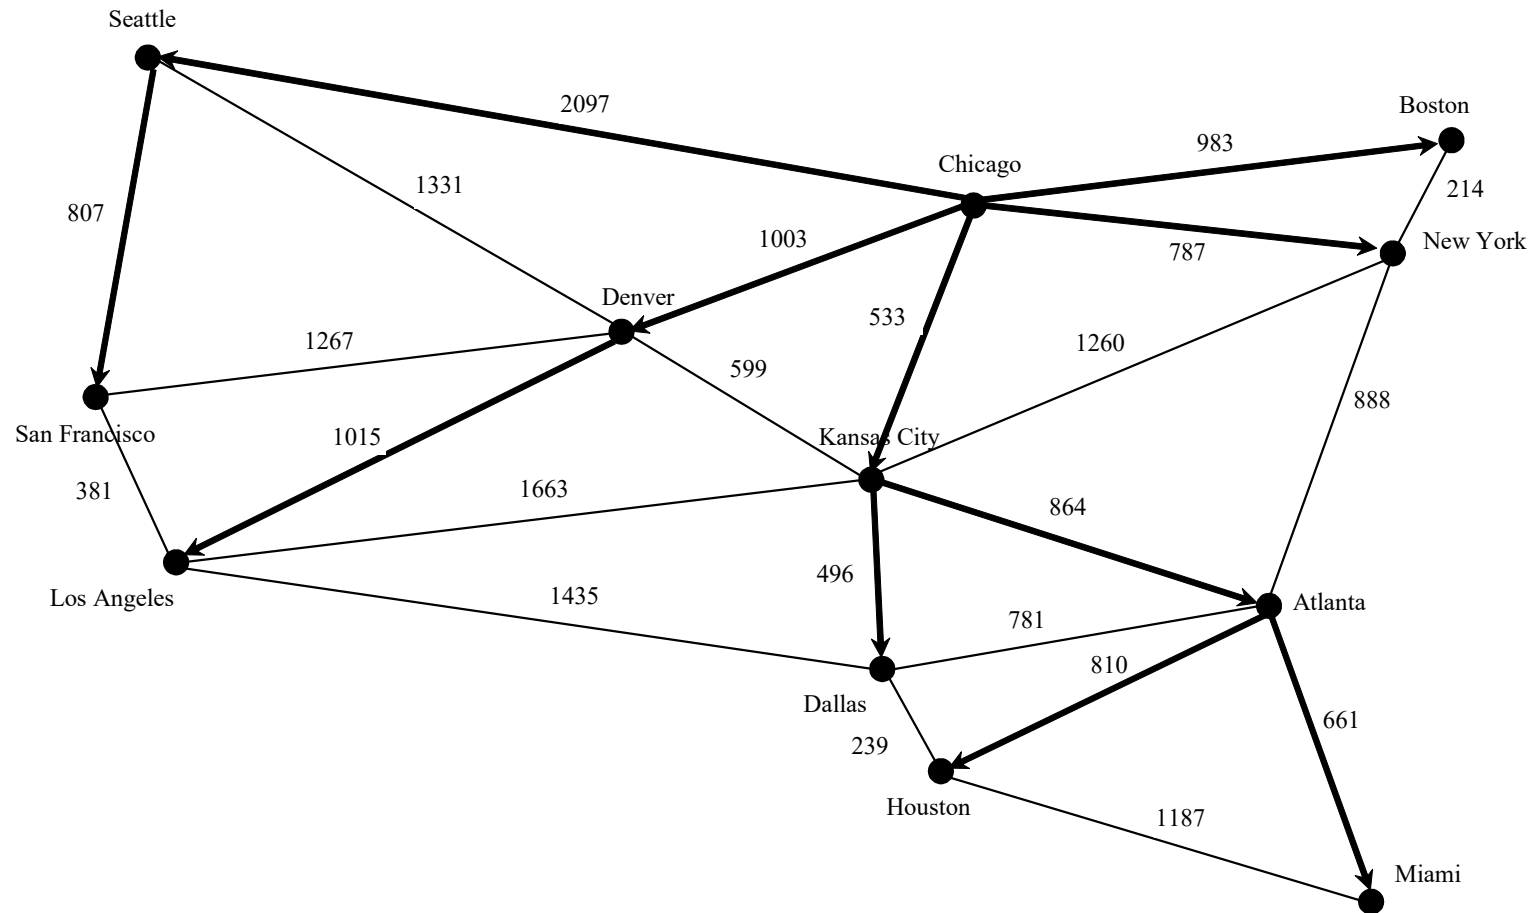 Seattle
2097
Boston
983
Chicago
1331
214
807
1003
New York
787
Denver
533
1267
1260
599
888
San Francisco
1015
Kansas City
381
1663
864
496
Los Angeles
1435
Atlanta
781
810
Dallas
661
239
Houston
1187
Miami